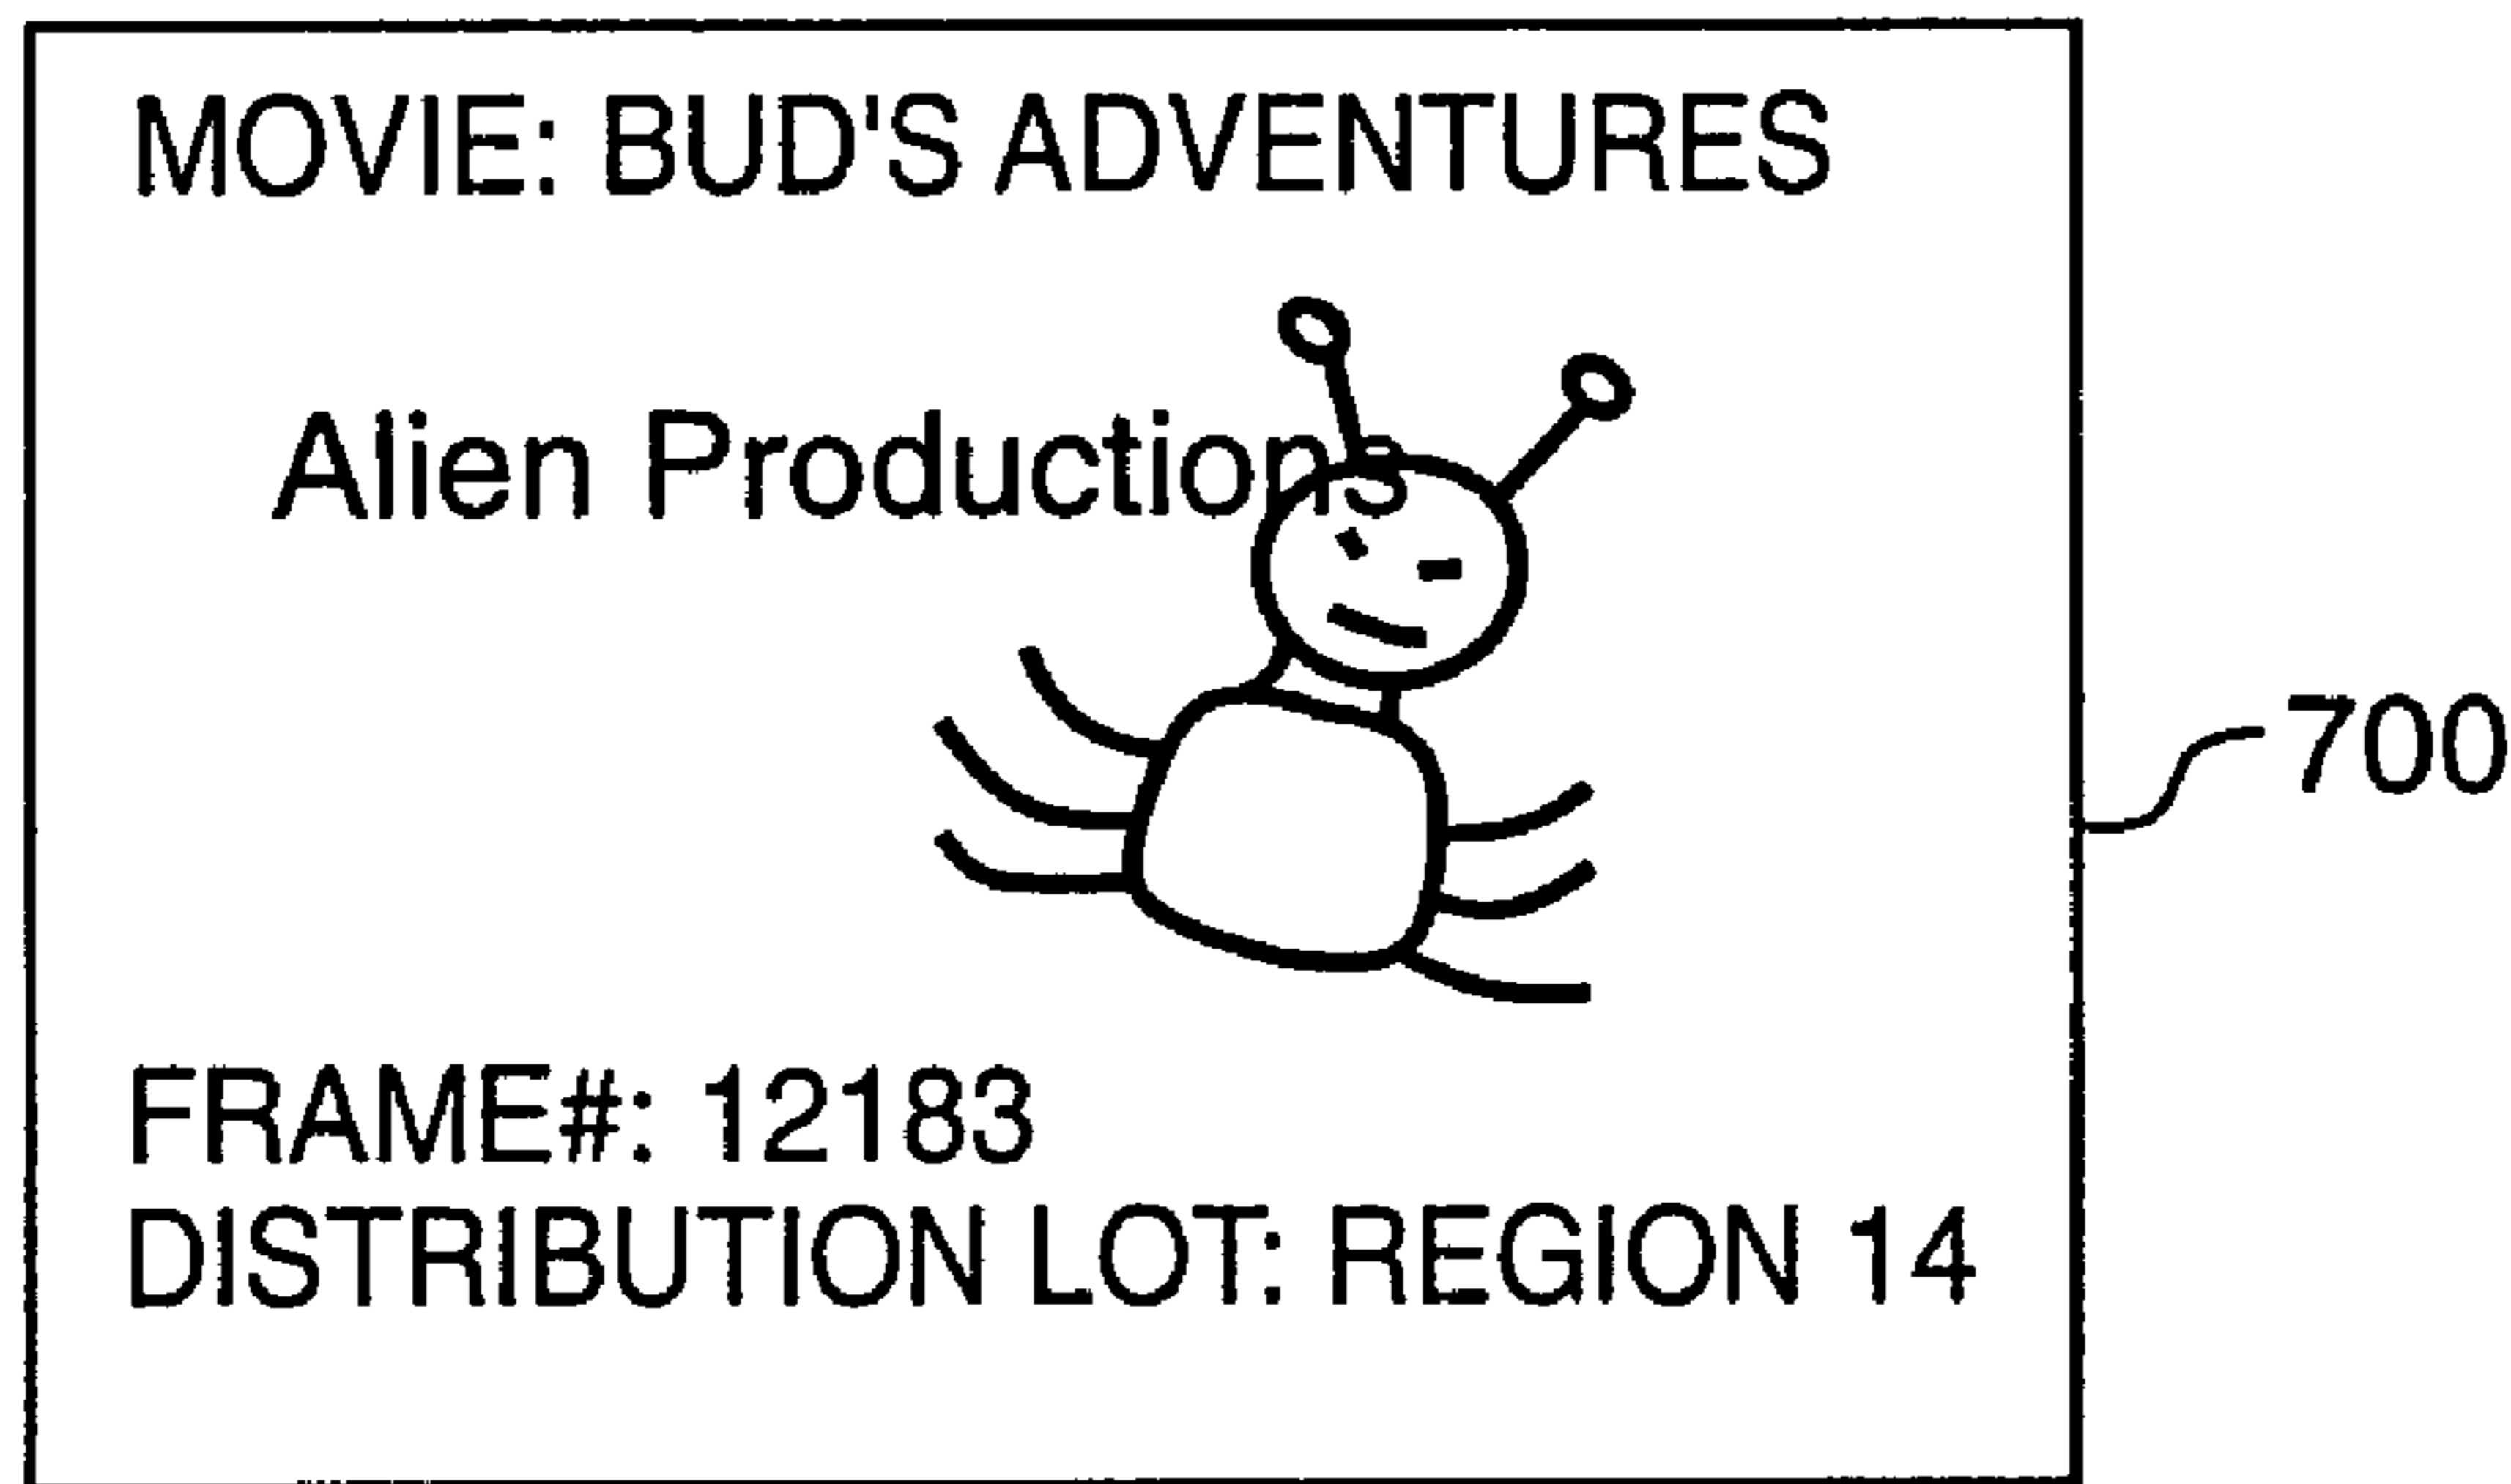 MOVIE: BUD'S ADVENTURES
Alien Productions
700
FRAME#: 12183
DISTRIBUTION LOT: REGION 14